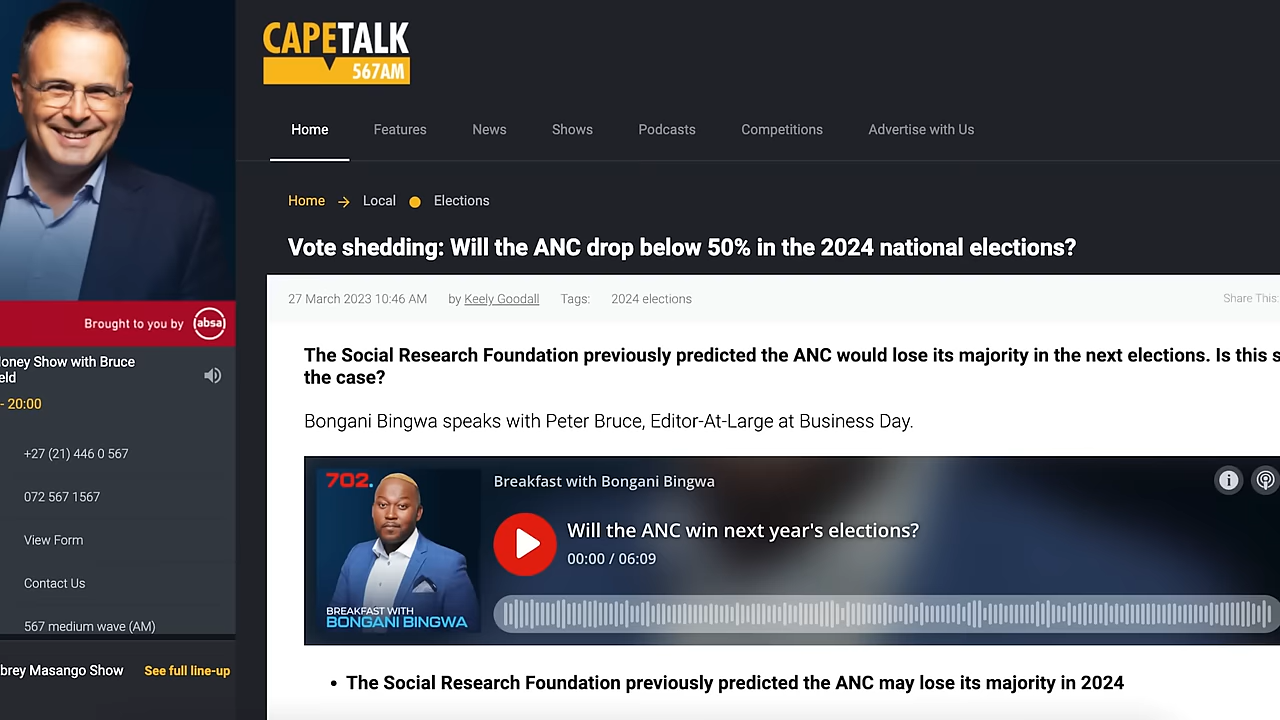 CAPETALK
567AM
Home Features News Shows Podcasts Competitions Advertise with Us
Home → Local ● Elections
Vote shedding: Will the ANC drop below 50% in the 2024 national elections?
27 March 2023 10:46 AM by Keely Goodall Tags: 2024 elections Share This:
The Social Research Foundation previously predicted the ANC would lose its majority in the next elections. Is this s
the case?
Bongani Bingwa speaks with Peter Bruce, Editor-At-Large at Business Day.
702.
BREAKFAST WITH
BONGANI BINGWA
Breakfast with Bongani Bingwa
Will the ANC win next year's elections?
00:00 / 06:09
• The Social Research Foundation previously predicted the ANC may lose its majority in 2024
Brought to you by absa
oney Show with Bruce
eld
- 20:00
+27 (21) 446 0 567
072 567 1567
View Form
Contact Us
567 medium wave (AM)
brey Masango Show See full line-up